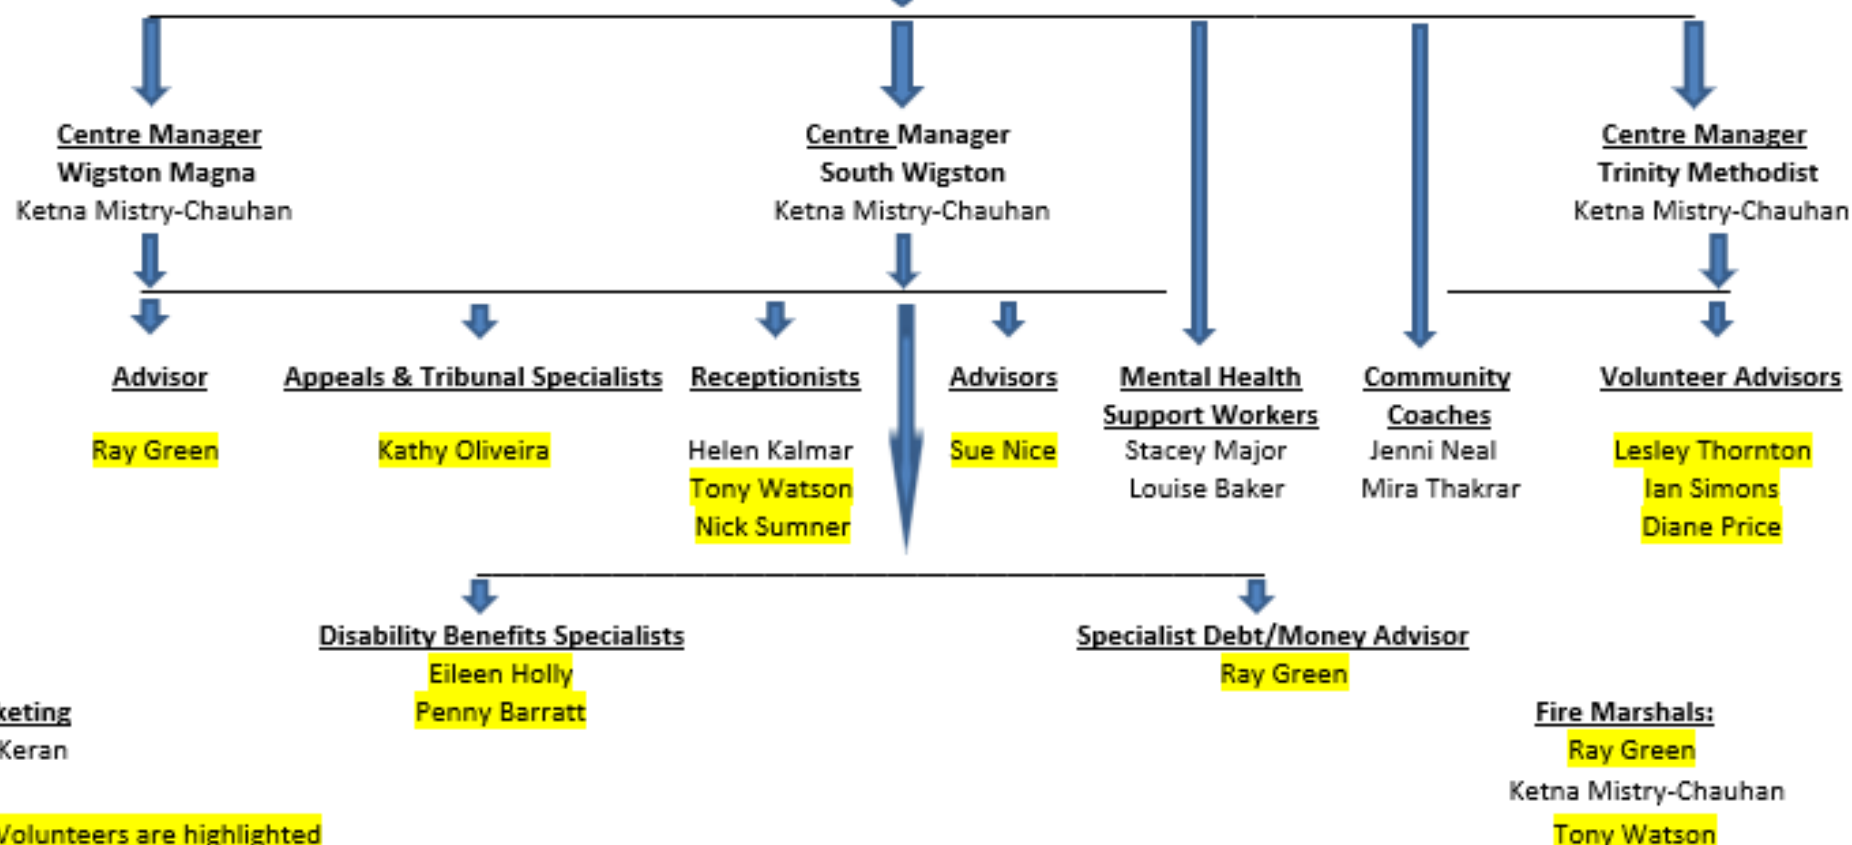 Centre Manager
Wigston Magna
Ketna Mistry-Chauhan
Centre Manager
South Wigston
Ketna Mistry-Chauhan
Centre Manager
Trinity Methodist
Ketna Mistry-Chauhan
Advisor
Ray Green
Appeals & Tribunal Specialists
Kathy Oliveira
Receptionists
Helen Kalmar
Tony Watson
Nick Sumner
Advisors
Sue Nice
Mental Health
Support Workers
Stacey Major
Louise Baker
Community
Coaches
Jenni Neal
Mira Thakrar
Volunteer Advisors
Lesley Thornton
Ian Simons
Diane Price
Disability Benefits Specialists
Eileen Holly
Penny Barratt
Specialist Debt/Money Advisor
Ray Green
keting
Keran
Volunteers are highlighted
Fire Marshals:
Ray Green
Ketna Mistry-Chauhan
Tony Watson